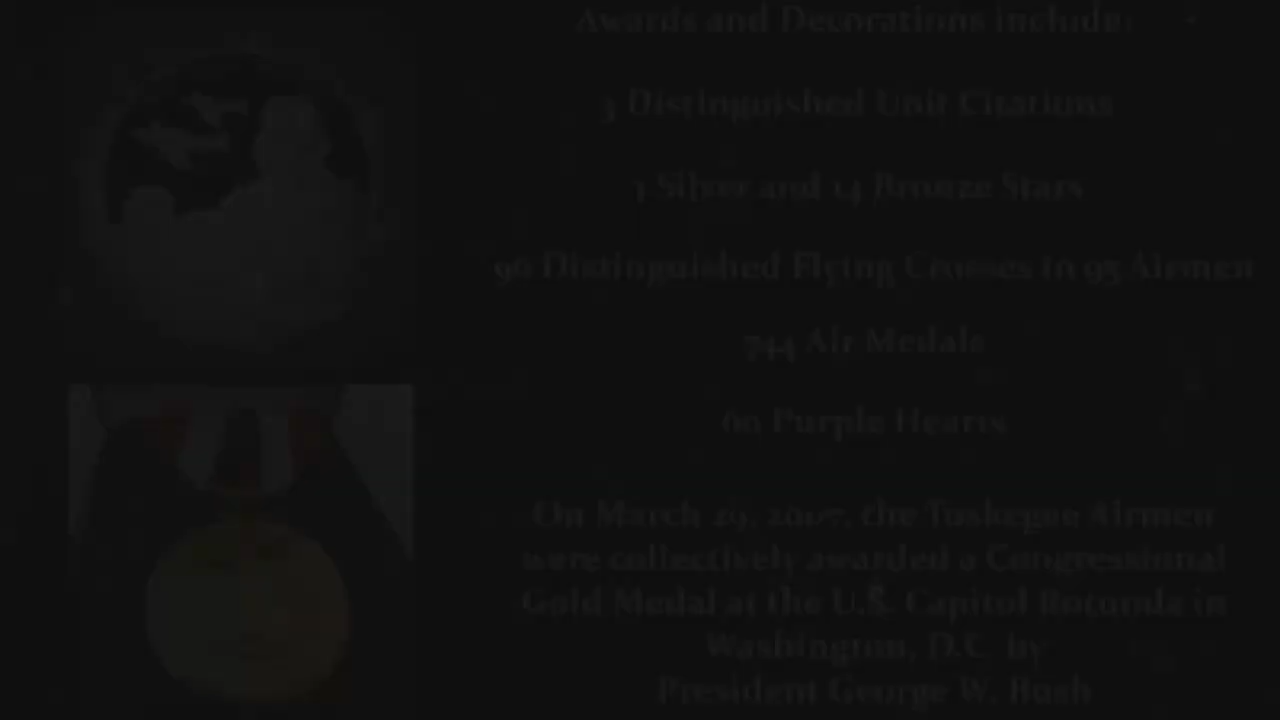 Awards and Decorations include:
3 Distinguished Unit Citations
1 Silver and 14 Bronze Stars
96 Distinguished Flying Crosses to 95 Airmen
744 Air Medals
60 Purple Hearts
On March 29, 2007, the Tuskegee Airmen
were collectively awarded a Congressional
Gold Medal at the U.S. Capitol Rotunda in
Washington, D.C. by
President George W. Bush